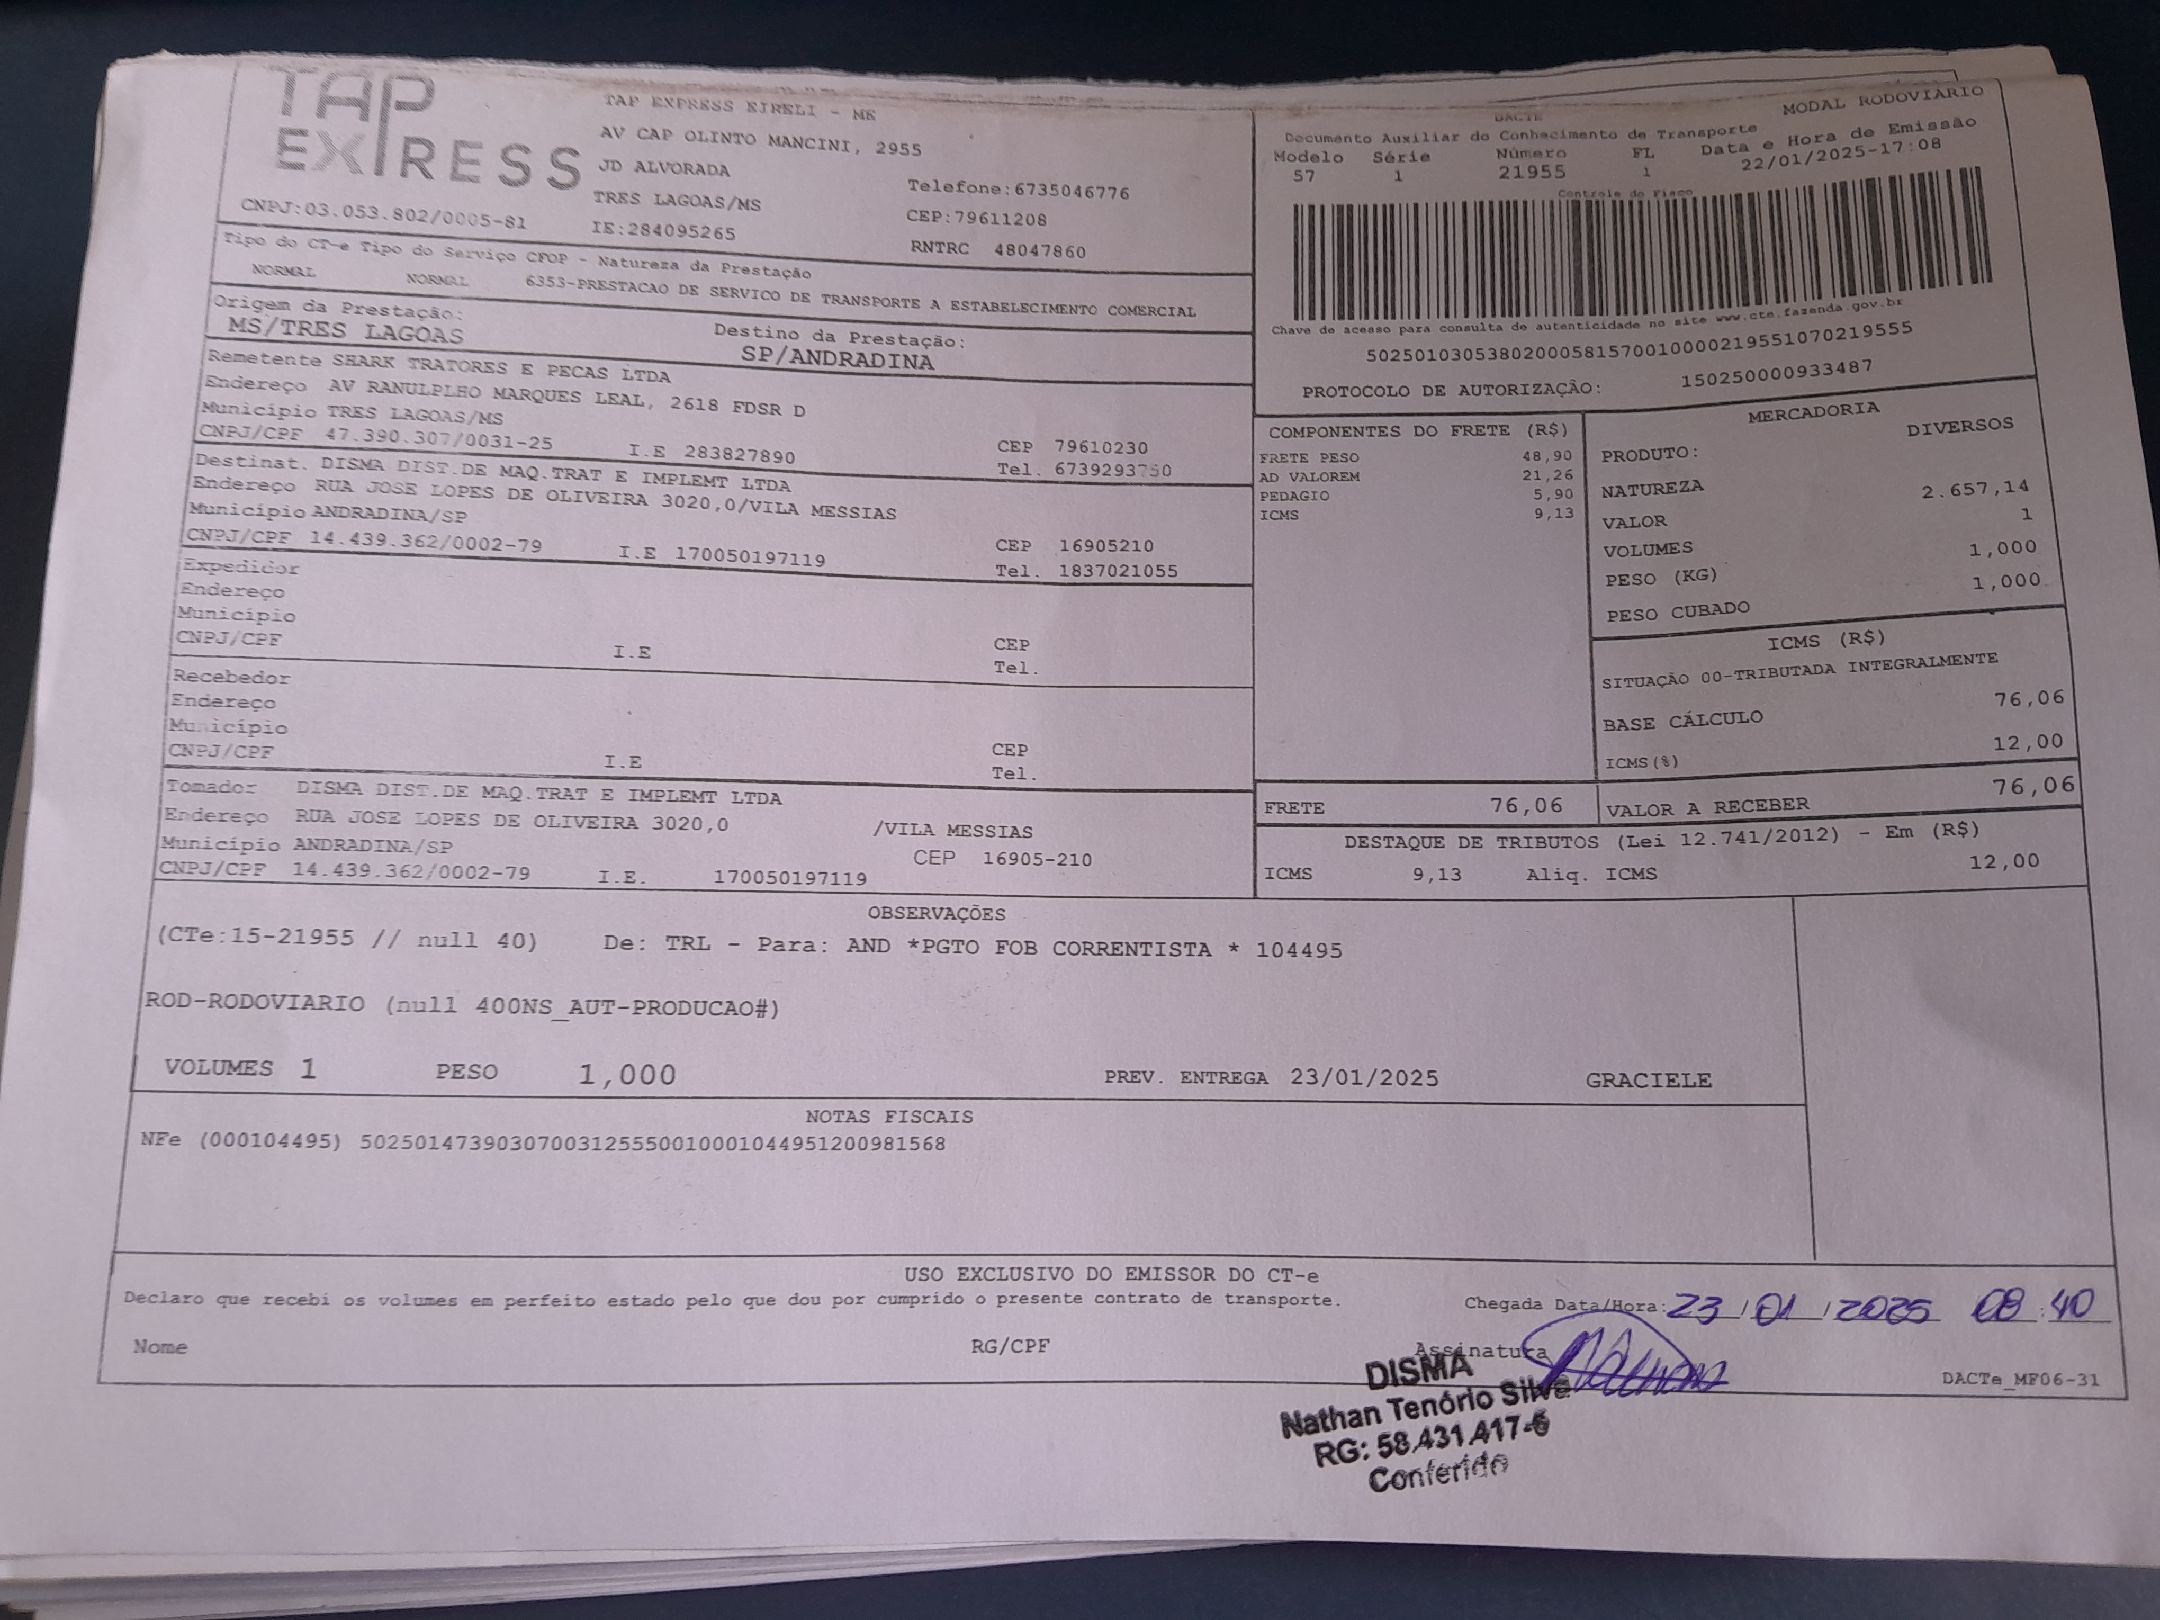 TAP
EXPRESS
TAP EXPRESS EIRELI - ME
AV CAP OLINTO MANCINI, 2955
JD ALVORADA
Telefone:6735046776
TRES LAGOAS/MS
CEP:79611208
CNPJ:03.053.802/0005-81
IE:284095265
RNTRC 48047860
DACTE
MODAL RODOVIÁRIO
Documento Auxiliar do Conhecimento de Transporte
Modelo Série Número FL Data e Hora de Emissão
57 1 21955 1 22/01/2025-17:08
Controle do Fisco
Chave de acesso para consulta de autenticidade no site www.cte.fazenda.gov.br
50250103053802000581570010000219551070219555
PROTOCOLO DE AUTORIZAÇÃO: 150250000933487
Tipo do CT-e Tipo do Serviço CFOP - Natureza da Prestação
NORMAL NORMAL 6353-PRESTACAO DE SERVICO DE TRANSPORTE A ESTABELECIMENTO COMERCIAL
Origem da Prestação: Destino da Prestação:
MS/TRES LAGOAS SP/ANDRADINA
Remetente SHARK TRATORES E PECAS LTDA
Endereço AV RANULPLHO MARQUES LEAL, 2618 FDSR D
Município TRES LAGOAS/MS CEP 79610230
CNPJ/CPF 47.390.307/0031-25 I.E 283827890 Tel. 6739293750
Destinat. DISMA DIST.DE MAQ.TRAT E IMPLEMT LTDA
Endereço RUA JOSE LOPES DE OLIVEIRA 3020,0/VILA MESSIAS
Município ANDRADINA/SP CEP 16905210
CNPJ/CPF 14.439.362/0002-79 I.E 170050197119 Tel. 1837021055
Expedidor
Endereço
Município CEP
CNPJ/CPF I.E Tel.
Recebedor
Endereço
Município CEP
CNPJ/CPF I.E Tel.
Tomador DISMA DIST.DE MAQ.TRAT E IMPLEMT LTDA
Endereço RUA JOSE LOPES DE OLIVEIRA 3020,0 /VILA MESSIAS
Município ANDRADINA/SP CEP 16905-210
CNPJ/CPF 14.439.362/0002-79 I.E. 170050197119
COMPONENTES DO FRETE (R$)
FRETE PESO 48,90
AD VALOREM 21,26
PEDAGIO 5,90
ICMS 9,13
MERCADORIA
PRODUTO: DIVERSOS
NATUREZA
VALOR 2.657,14
VOLUMES 1
PESO (KG) 1,000
PESO CUBADO 1,000
ICMS (R$)
SITUAÇÃO 00-TRIBUTADA INTEGRALMENTE
BASE CÁLCULO 76,06
ICMS(%) 12,00
FRETE 76,06 VALOR A RECEBER 76,06
DESTAQUE DE TRIBUTOS (Lei 12.741/2012) - Em (R$)
ICMS 9,13 Aliq. ICMS 12,00
OBSERVAÇÕES
(CTe:15-21955 // null 40) De: TRL - Para: AND *PGTO FOB CORRENTISTA * 104495
ROD-RODOVIARIO (null 400NS_AUT-PRODUCAO#)
VOLUMES 1 PESO 1,000 PREV. ENTREGA 23/01/2025 GRACIELE
NOTAS FISCAIS
NFe (000104495) 50250147390307003125550010001044951200981568
USO EXCLUSIVO DO EMISSOR DO CT-e
Declaro que recebi os volumes em perfeito estado pelo que dou por cumprido o presente contrato de transporte. Chegada Data/Hora: 23/01/2025 08:40
Nome RG/CPF Assinatura
DACTe_MF06-31
DISMA
Nathan Tenório Silva
RG: 58.431.417-6
Conferido